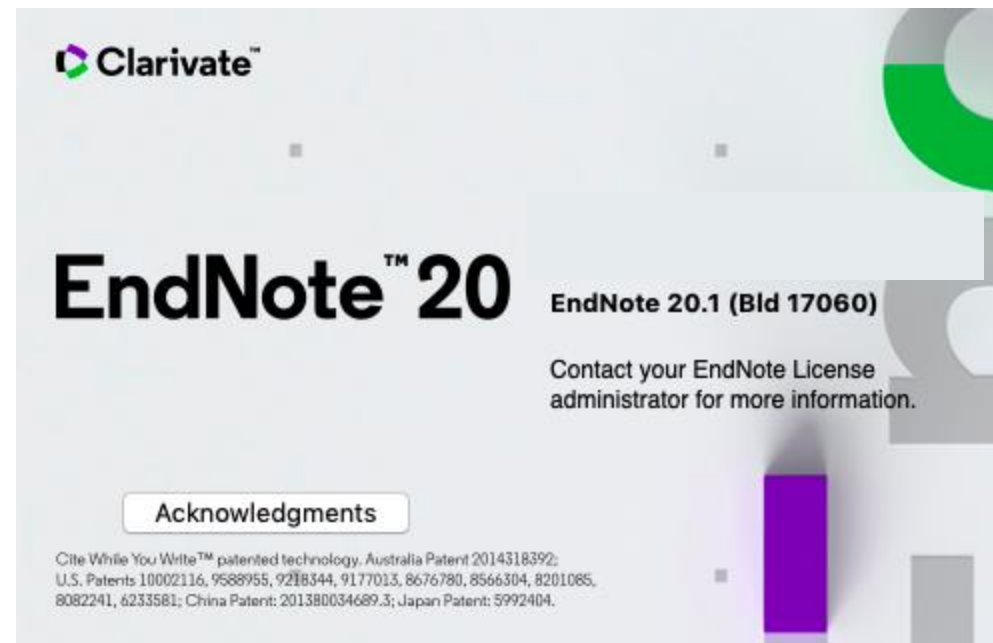 Clarivate™
EndNote™ 20
EndNote 20.1 (Bld 17060)
Contact your EndNote License
administrator for more information.
Acknowledgments
Cite While You Write™ patented technology. Australia Patent 2014318392;
U.S. Patents 10002116, 9588955, 9218344, 9177013, 8676780, 8566304, 8201085,
8082241, 6233581; China Patent: 201380034689.3; Japan Patent: 5992404.